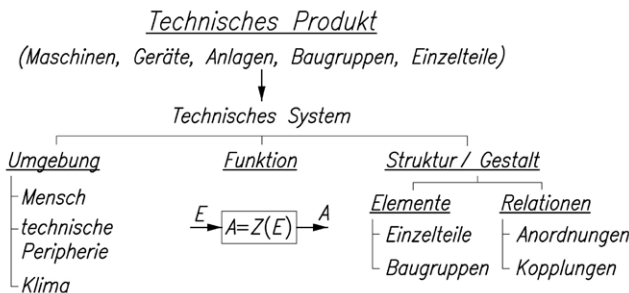 Technisches Produkt
(Maschinen, Geräte, Anlagen, Baugruppen, Einzelteile)
Technisches System
Umgebung
Mensch
technische
Peripherie
Klima
Funktion
E
A=Z(E)
A
Struktur / Gestalt
Elemente
Einzelteile
Baugruppen
Relationen
Anordnungen
Kopplungen